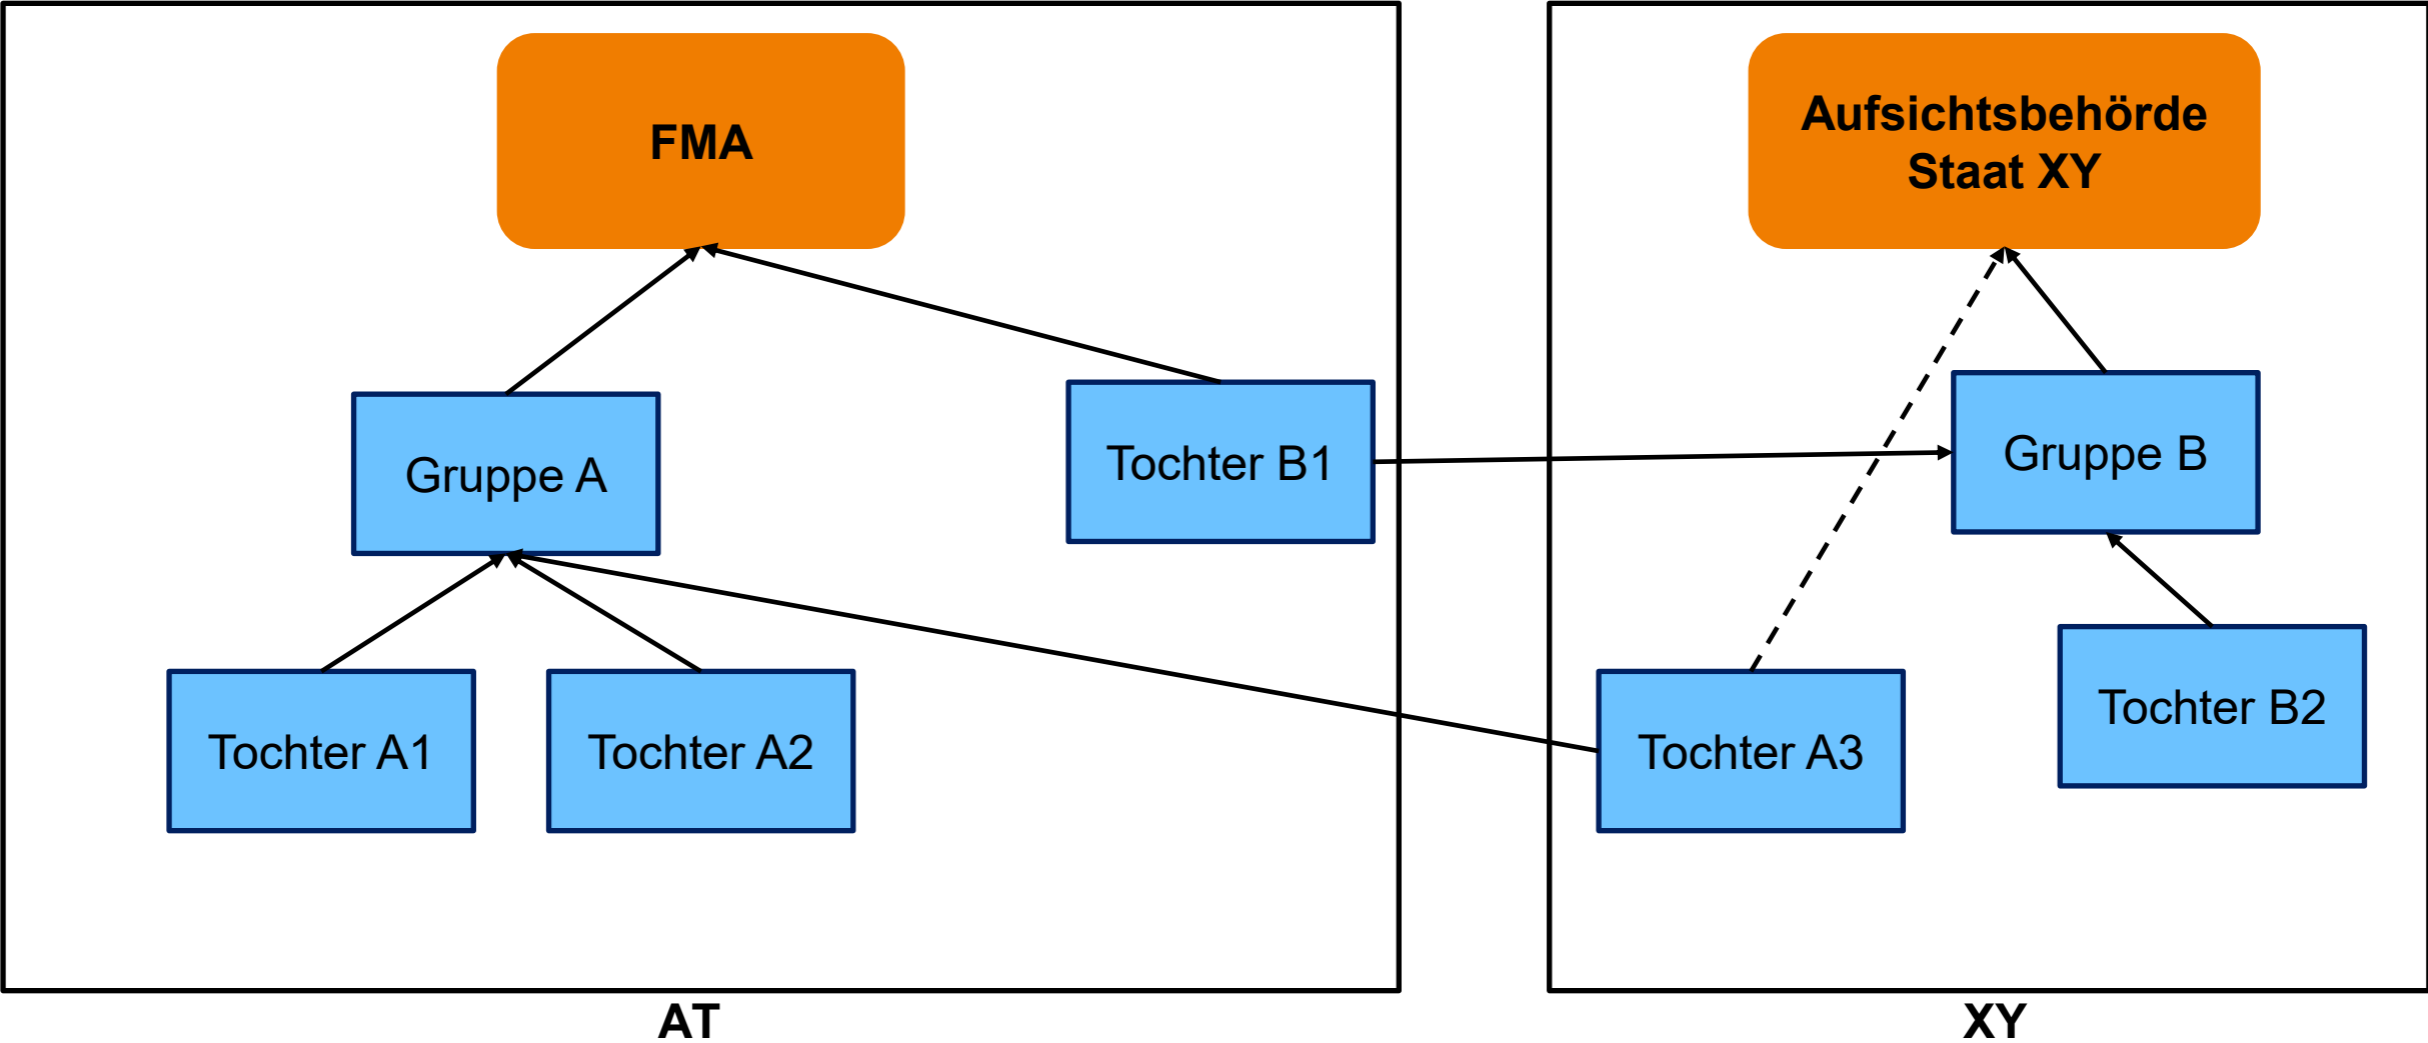 FMA
Aufsichtsbehörde
Staat XY
Gruppe A
Tochter B1
Gruppe B
Tochter A1
Tochter A2
Tochter A3
Tochter B2
AT
XY